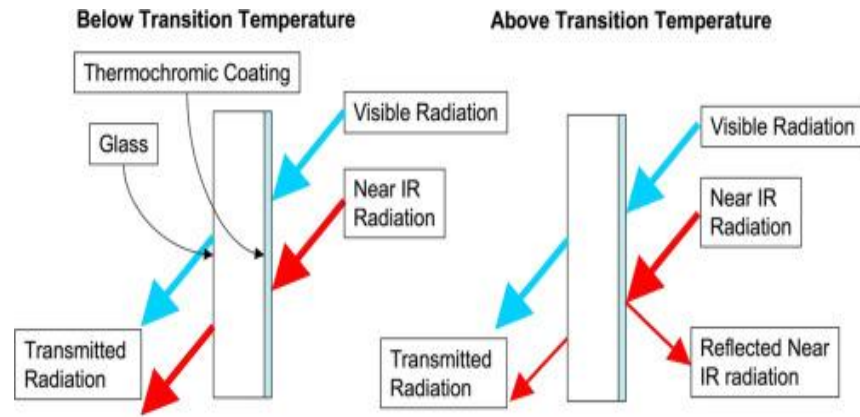 Below Transition Temperature
Thermochromic Coating
Glass
Visible Radiation
Near IR
Radiation
Transmitted
Radiation
Above Transition Temperature
Visible Radiation
Near IR
Radiation
Transmitted
Radiation
Reflected Near
IR radiation